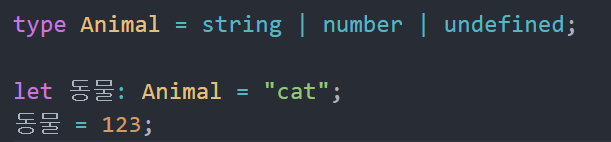 type Animal = string | number | undefined;
let 동물: Animal = "cat";
동물 = 123;